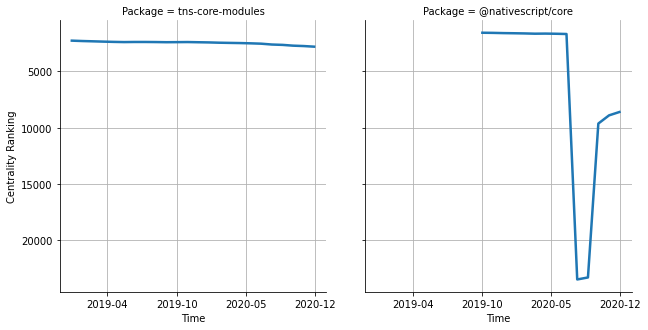 Package = tns-core-modules
Package = @nativescript/core
5000
10000
15000
20000
Centrality Ranking
2019-04
2019-10
2020-05
2020-12
2019-04
2019-10
2020-05
2020-12
Time
Time